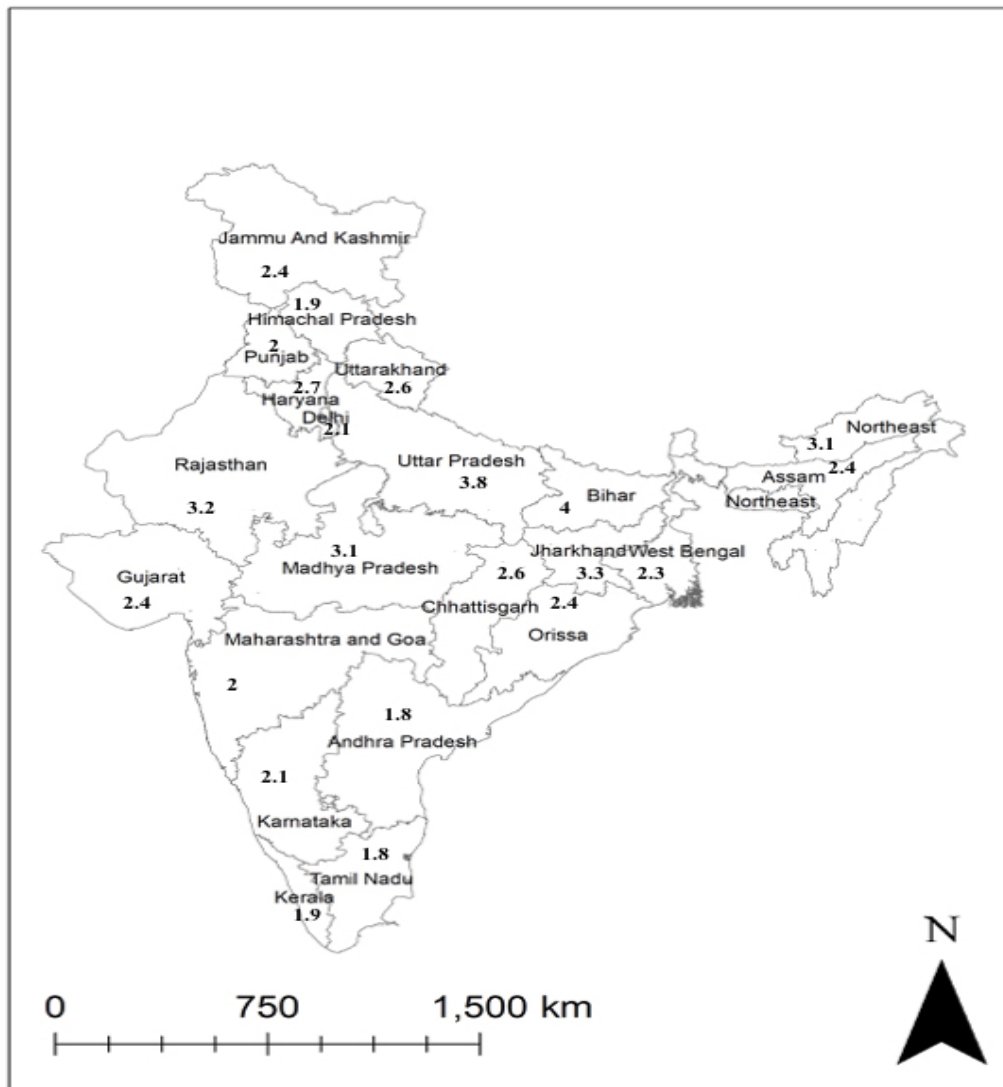 Jammu And Kashmir
2.4
1.9
Himachal Pradesh
2
Punjab
Uttarakhand
2.6
2.7
Haryana
Delhi
2.1
Rajasthan
3.2
Uttar Pradesh
3.8
Bihar
4
Northeast
3.1
Assam
2.4
Northeast
3.1
Madhya Pradesh
Gujarat
2.4
Jharkhand
3.3
West Bengal
2.3
2.6
Chhattisgarh
2.4
Orissa
Maharashtra and Goa
2
1.8
Andhra Pradesh
2.1
Karnataka
1.8
Tamil Nadu
Kerala
1.9
N
0 750 1,500 km